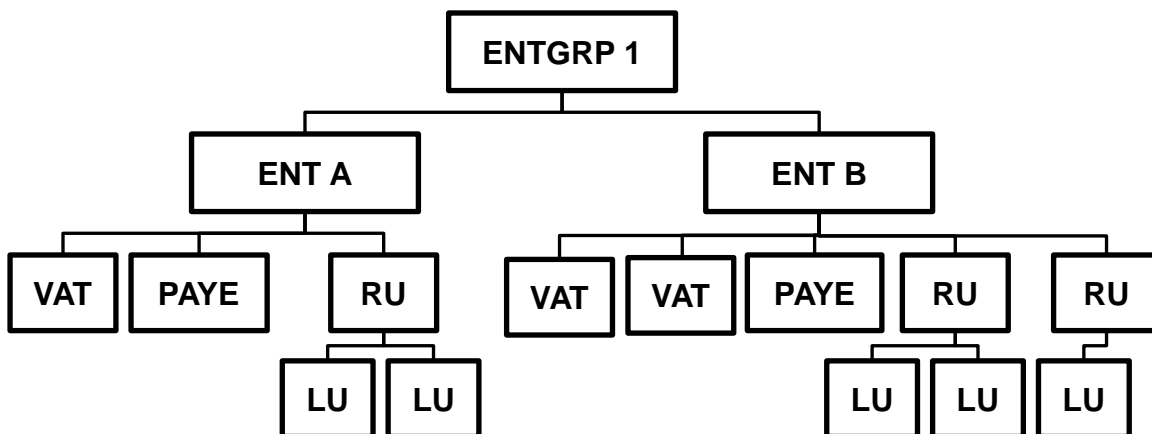 ENTGRP 1
ENT A
ENT B
VAT
PAYE
RU
VAT
VAT
PAYE
RU
RU
LU
LU
LU
LU
LU